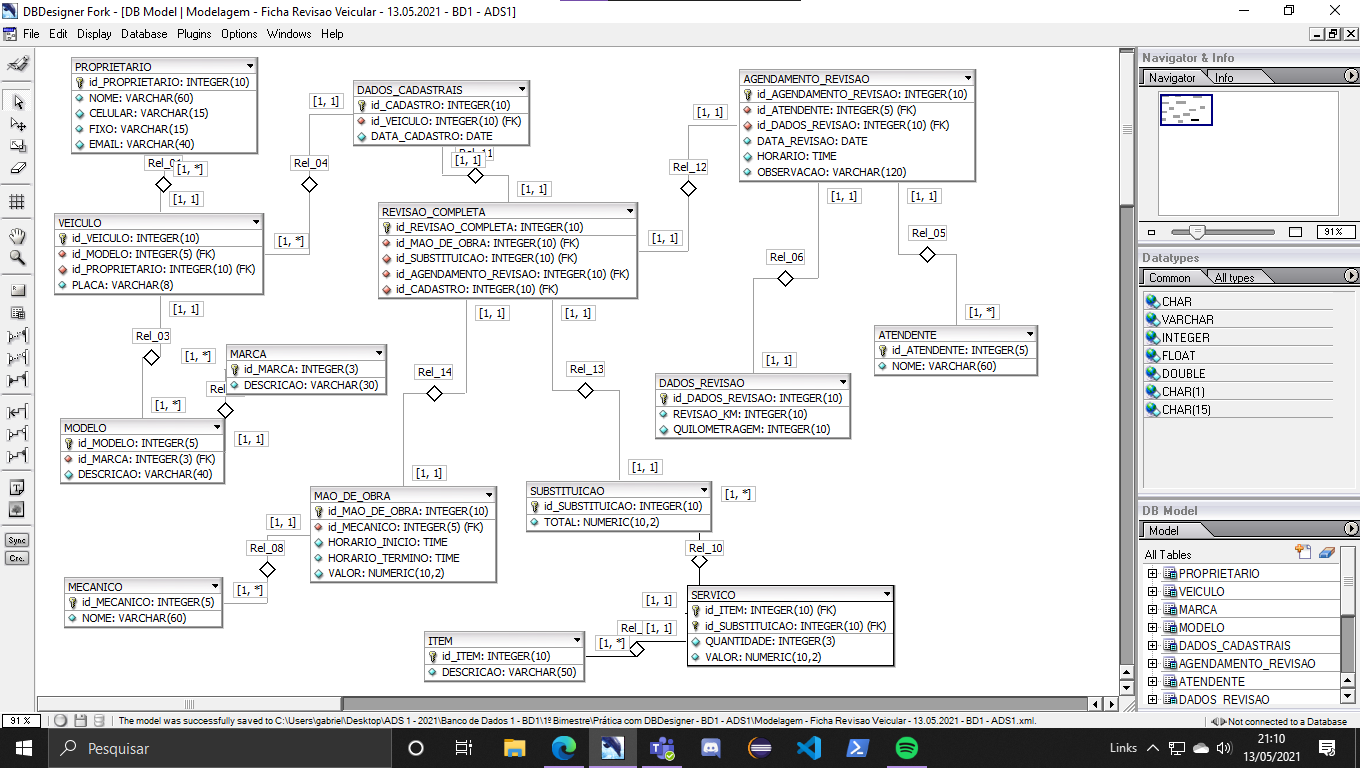 DBDesigner Fork - [DB Model | Modelagem - Ficha Revisao Veicular - 13.05.2021 - BD1 - ADS1]
File Edit Display Database Plugins Options Windows Help
PROPRIETARIO
id_PROPRIETARIO: INTEGER(10)
NOME: VARCHAR(60)
CELULAR: VARCHAR(15)
FIXO: VARCHAR(15)
EMAIL: VARCHAR(40)
[1, *]
[1, 1]
VEICULO
id_VEICULO: INTEGER(10)
id_MODELO: INTEGER(5) (FK)
id_PROPRIETARIO: INTEGER(10) (FK)
PLACA: VARCHAR(8)
[1, 1]
Rel_04
[1, *]
DADOS_CADASTRAIS
id_CADASTRO: INTEGER(10)
id_VEICULO: INTEGER(10) (FK)
DATA_CADASTRO: DATE
[1, 1]
[1, 1]
REVISAO_COMPLETA
id_REVISAO_COMPLETA: INTEGER(10)
id_MAO_DE_OBRA: INTEGER(10) (FK)
id_SUBSTITUICAO: INTEGER(10) (FK)
id_AGENDAMENTO_REVISAO: INTEGER(10) (FK)
id_CADASTRO: INTEGER(10) (FK)
[1, 1]
Rel_12
[1, 1]
AGENDAMENTO_REVISAO
id_AGENDAMENTO_REVISAO: INTEGER(10)
id_ATENDENTE: INTEGER(5) (FK)
id_DADOS_REVISAO: INTEGER(10) (FK)
DATA_REVISAO: DATE
HORARIO: TIME
OBSERVACAO: VARCHAR(120)
[1, 1]
[1, 1]
Rel_05
Rel_06
[1, *]
ATENDENTE
id_ATENDENTE: INTEGER(5)
NOME: VARCHAR(60)
[1, 1]
DADOS_REVISAO
id_DADOS_REVISAO: INTEGER(10)
REVISAO_KM: INTEGER(10)
QUILOMETRAGEM: INTEGER(10)
[1, 1]
Rel_03
[1, *]
MARCA
id_MARCA: INTEGER(3)
DESCRICAO: VARCHAR(30)
[1, *]
[1, 1]
MODELO
id_MODELO: INTEGER(5)
id_MARCA: INTEGER(3) (FK)
DESCRICAO: VARCHAR(40)
[1, 1]
[1, 1]
Rel_14
Rel_13
[1, 1]
[1, 1]
MAO_DE_OBRA
id_MAO_DE_OBRA: INTEGER(10)
id_MECANICO: INTEGER(5) (FK)
HORARIO_INICIO: TIME
HORARIO_TERMINO: TIME
VALOR: NUMERIC(10,2)
[1, 1]
Rel_08
[1, *]
MECANICO
id_MECANICO: INTEGER(5)
NOME: VARCHAR(60)
SUBSTITUICAO
id_SUBSTITUICAO: INTEGER(10)
TOTAL: NUMERIC(10,2)
[1, *]
Rel_10
[1, 1]
SERVICO
id_ITEM: INTEGER(10) (FK)
id_SUBSTITUICAO: INTEGER(10) (FK)
QUANTIDADE: INTEGER(3)
VALOR: NUMERIC(10,2)
[1, 1]
[1, *]
ITEM
id_ITEM: INTEGER(10)
DESCRICAO: VARCHAR(50)
Sync
Navigator & Info
Navigator Info
91%
Datatypes
Common All types
CHAR
VARCHAR
INTEGER
FLOAT
DOUBLE
CHAR(1)
CHAR(15)
DB Model
Model
All Tables
PROPRIETARIO
VEICULO
MARCA
MODELO
DADOS_CADASTRAIS
AGENDAMENTO_REVISAO
ATENDENTE
DADOS_REVISAO
91 % The model was successfully saved to C:\Users\gabriel\Desktop\ADS 1 - 2021\Banco de Dados 1 - BD1\1º Bimestre\Prática com DBDesigner - BD1 - ADS1\Modelagem - Ficha Revisao Veicular - 13.05.2021 - BD1 - ADS1.xml. Not connected to a Database
Pesquisar
Links
21:10
13/05/2021